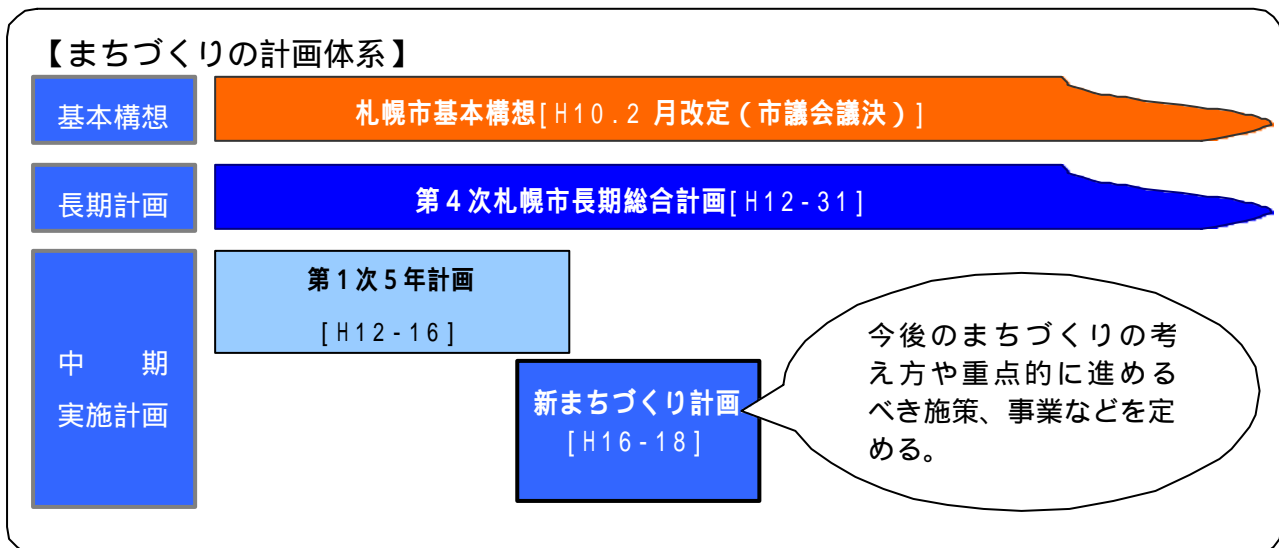 【まちづくりの計画体系】
基本構想
札幌市基本構想[H10.2 月改定（市議会議決）]
長期計画
第４次札幌市長期総合計画[H12-31]
中　期
実施計画
第１次５年計画
[H12-16]
新まちづくり計画
[H16-18]
今後のまちづくりの考
え方や重点的に進める
べき施策、事業などを定
める。